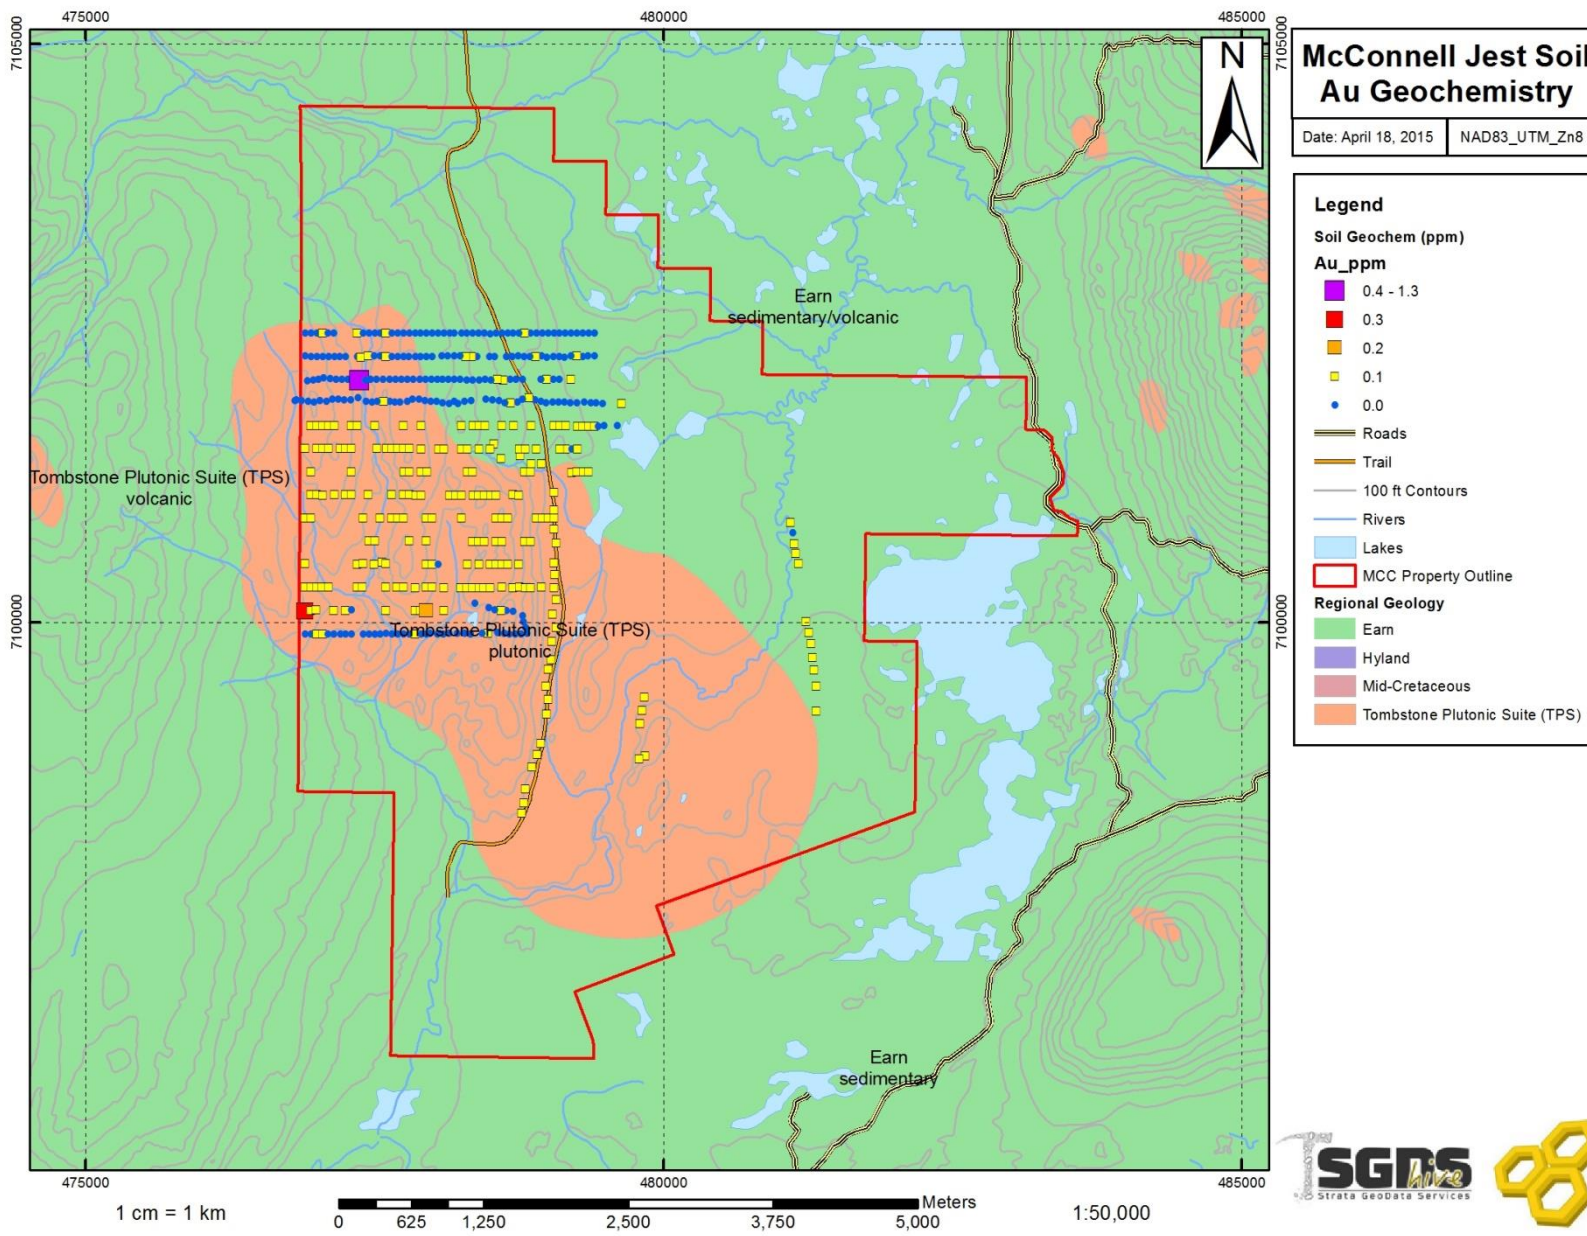 475000
480000
485000
7105000
7105000
N
McConnell Jest Soil
Au Geochemistry
Date: April 18, 2015
NAD83_UTM_Zn8
Legend
Soil Geochem (ppm)
Au_ppm
0.4 - 1.3
0.3
0.2
0.1
0.0
Roads
Trail
100 ft Contours
Rivers
Lakes
MCC Property Outline
Regional Geology
Earn
Hyland
Mid-Cretaceous
Tombstone Plutonic Suite (TPS)
Earn
sedimentary/volcanic
Tombstone Plutonic Suite (TPS)
volcanic
7100000
7100000
Tombstone Plutonic Suite (TPS)
plutonic
Earn
sedimentary
475000
480000
485000
1 cm = 1 km
0
625
1,250
2,500
3,750
5,000
Meters
1:50,000
SGDS
hive
Strata GeoData Services